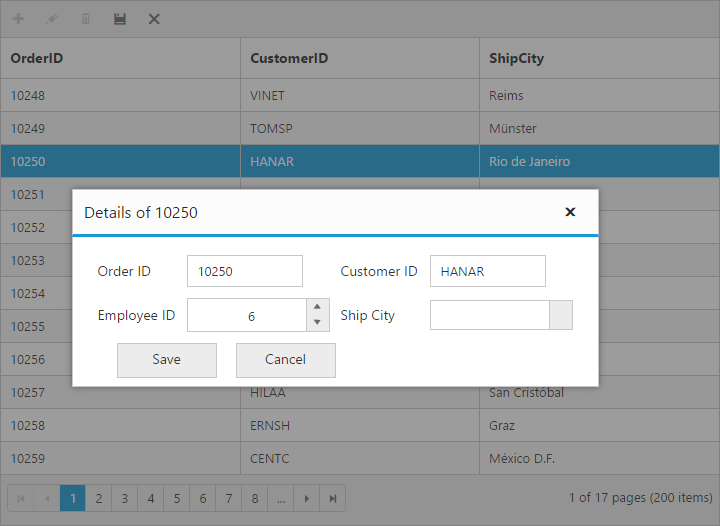 OrderID CustomerID ShipCity
10248 VINET Reims
10249 TOMSP Münster
10250 HANAR Rio de Janeiro
10251
Details of 10250
10252
10253
Order ID 10250 Customer ID HANAR
10254
Employee ID 6 Ship City
10255
10256
Save Cancel
10257 HILAA San Cristóbal
10258 ERNSH Graz
10259 CENTC México D.F.
1 2 3 4 5 6 7 8 ... 1 of 17 pages (200 items)